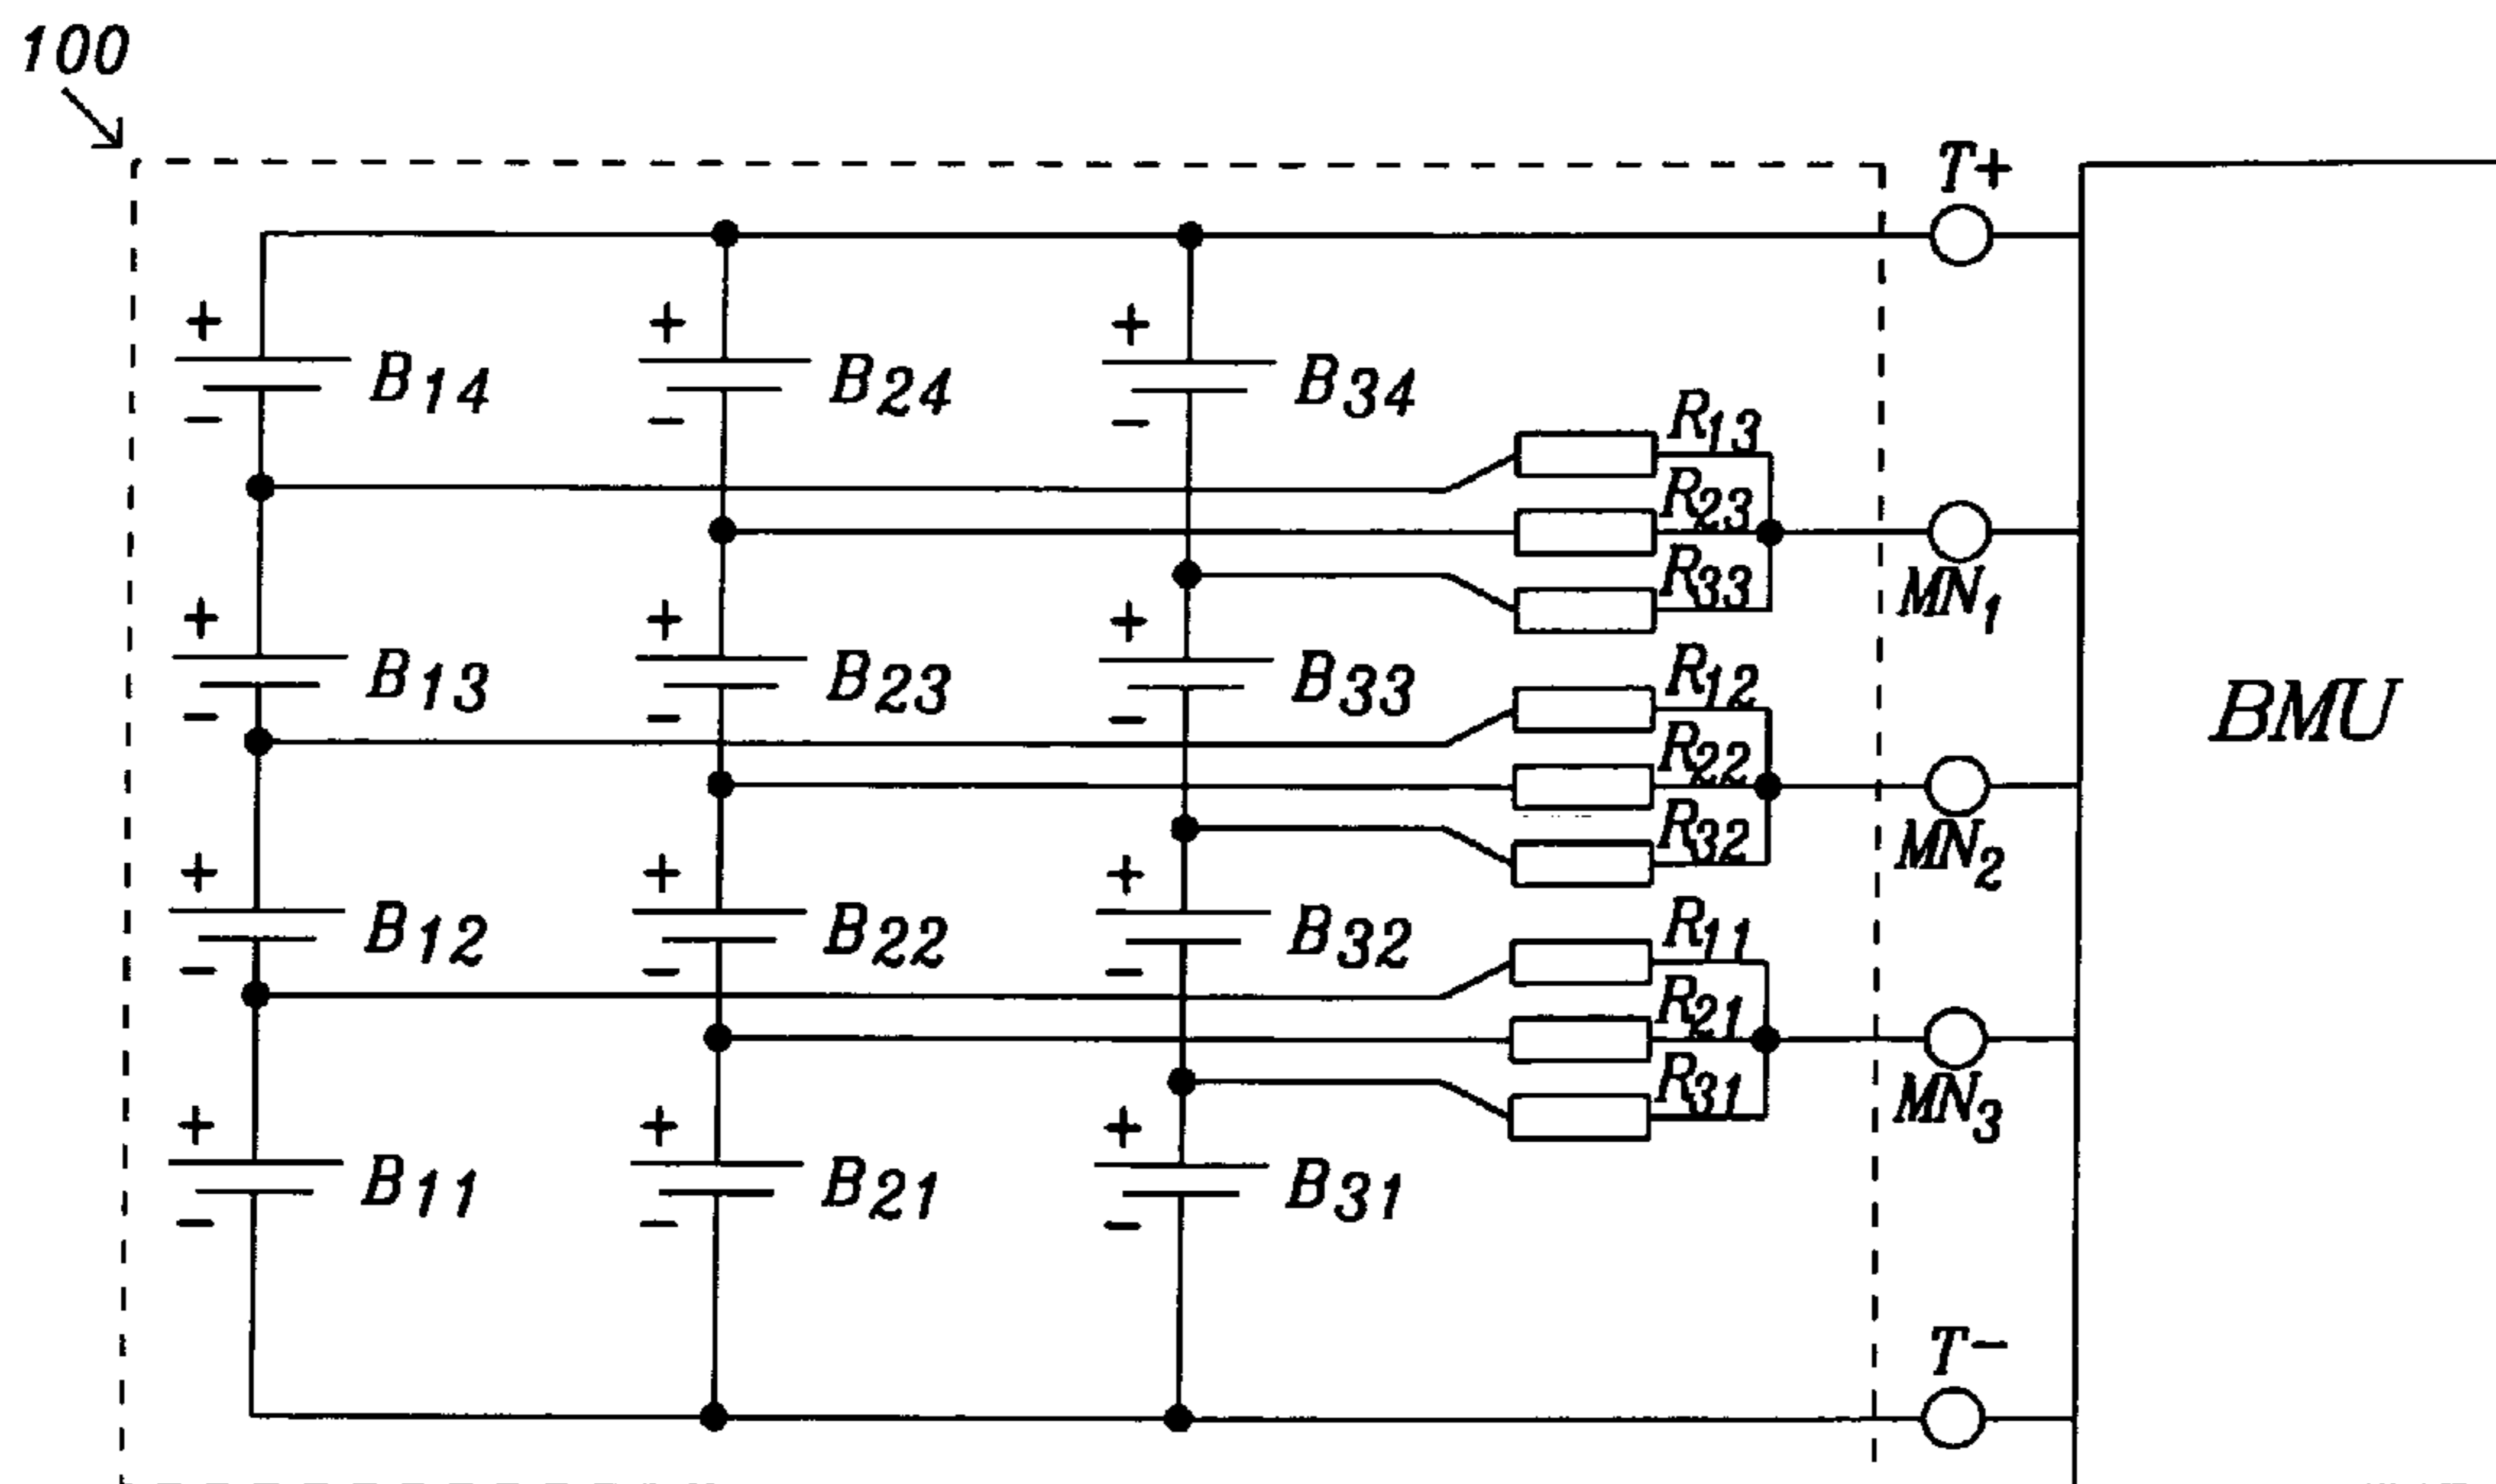 100
T+
+ + +
B14 B24 B34
- - -
R13
R23
R33
MN1
+ + +
B13 B23 B33
- - -
R12
R22
R32
MN2
BMU
+ + +
B12 B22 B32
- - -
R11
R21
R31
MN3
+ + +
B11 B21 B31
- - -
T-